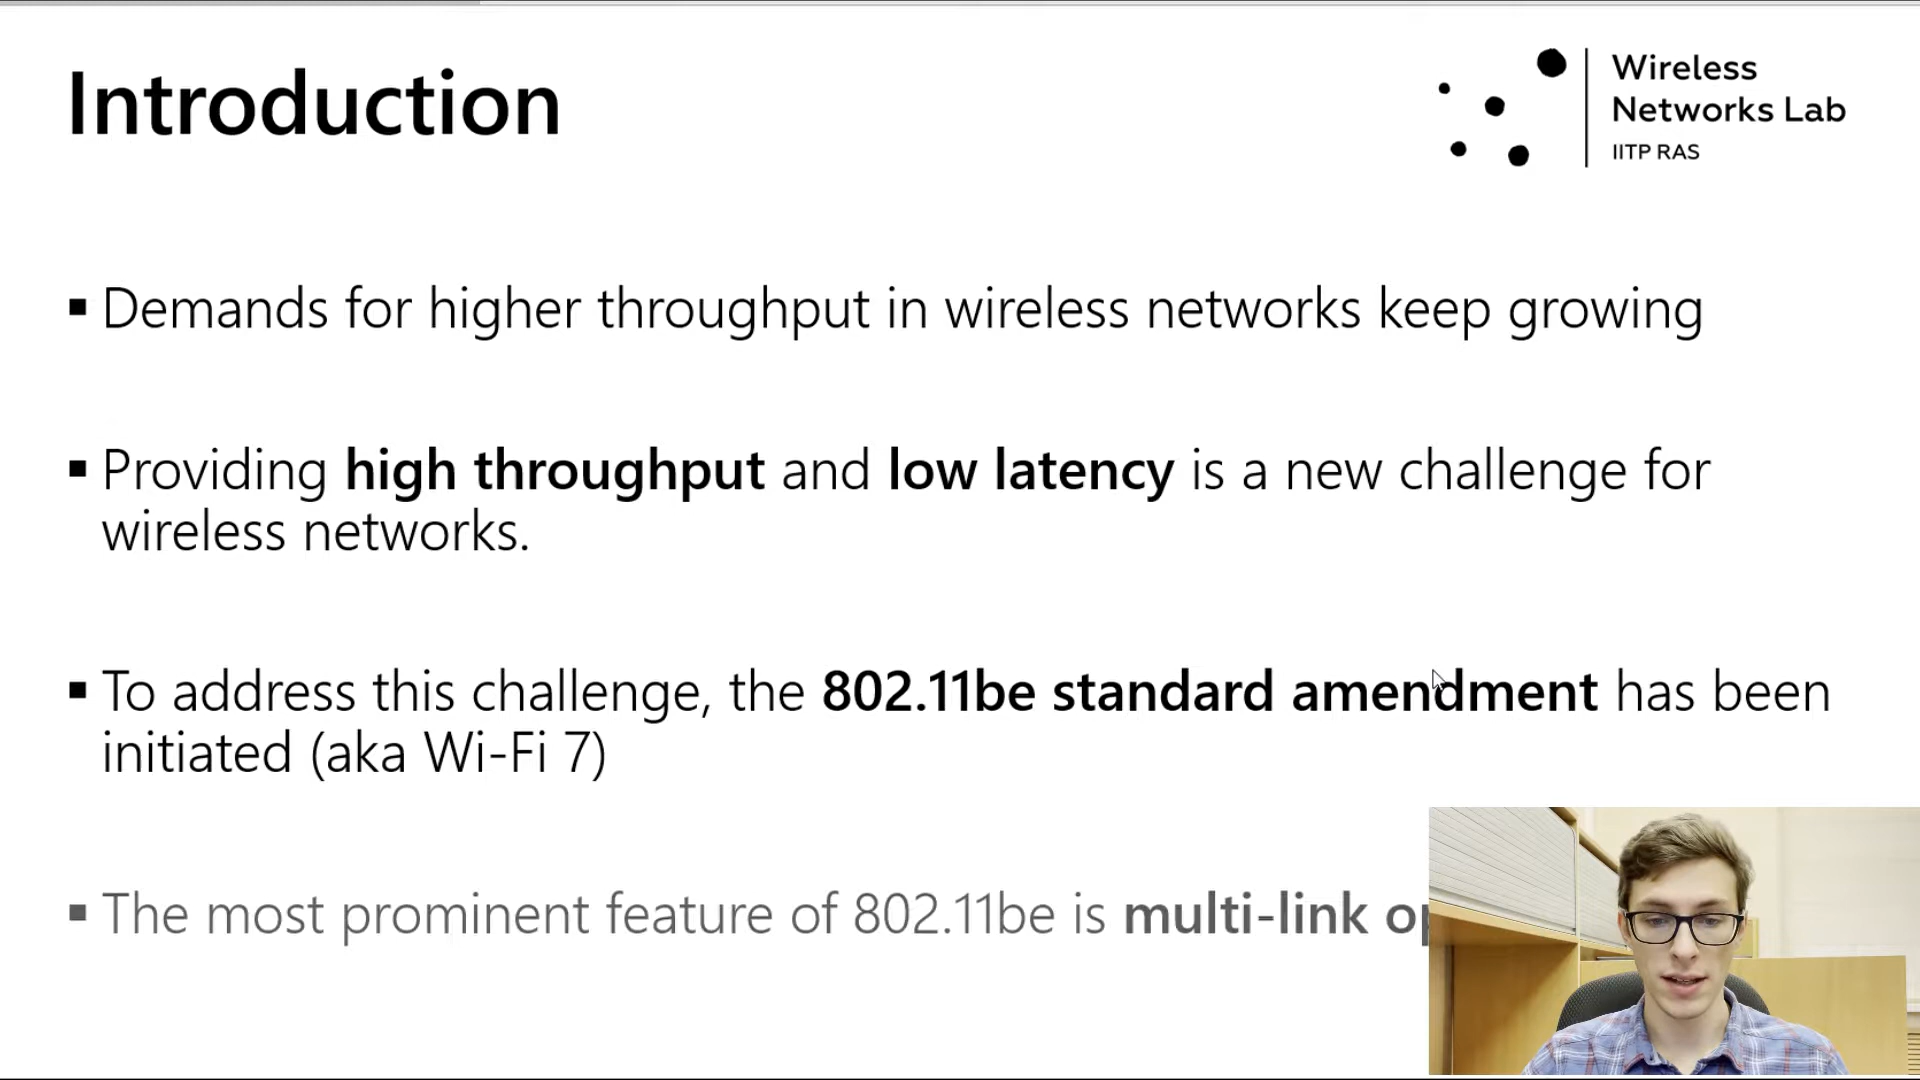 Introduction
Wireless
Networks Lab
IITP RAS
▪ Demands for higher throughput in wireless networks keep growing
▪ Providing high throughput and low latency is a new challenge for
wireless networks.
▪ To address this challenge, the 802.11be standard amendment has been
initiated (aka Wi-Fi 7)
▪ The most prominent feature of 802.11be is multi-link